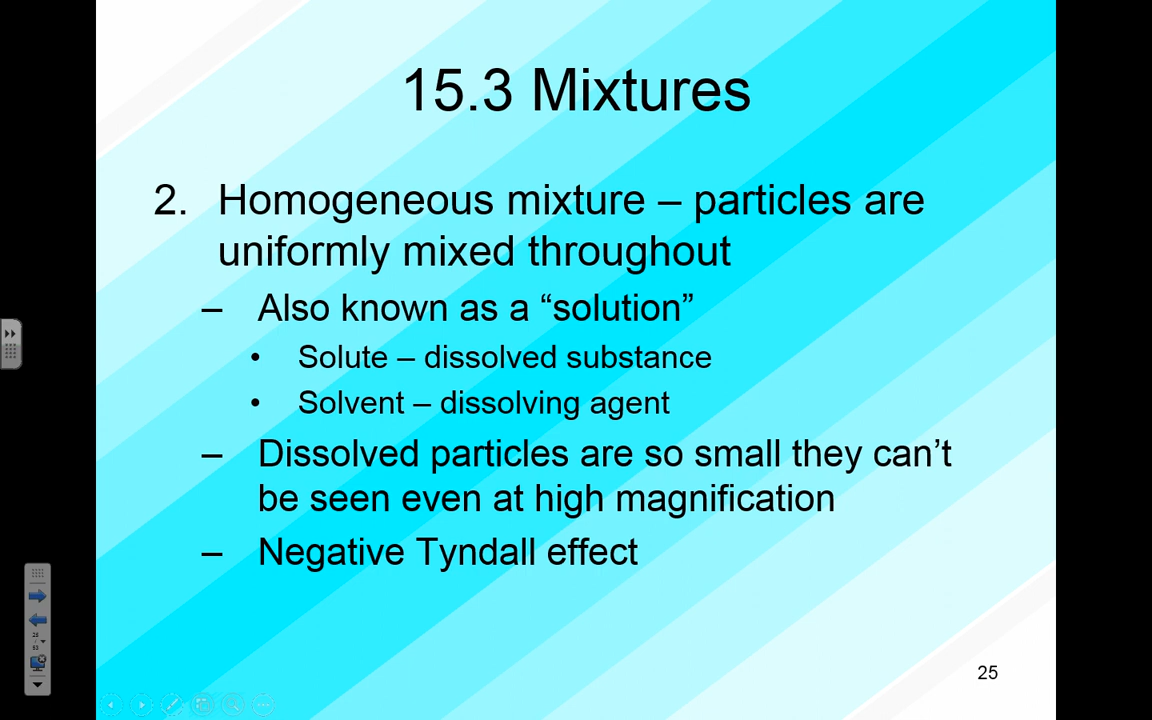 15.3 Mixtures
2. Homogeneous mixture – particles are
uniformly mixed throughout
– Also known as a “solution”
• Solute – dissolved substance
• Solvent – dissolving agent
– Dissolved particles are so small they can’t
be seen even at high magnification
– Negative Tyndall effect
25